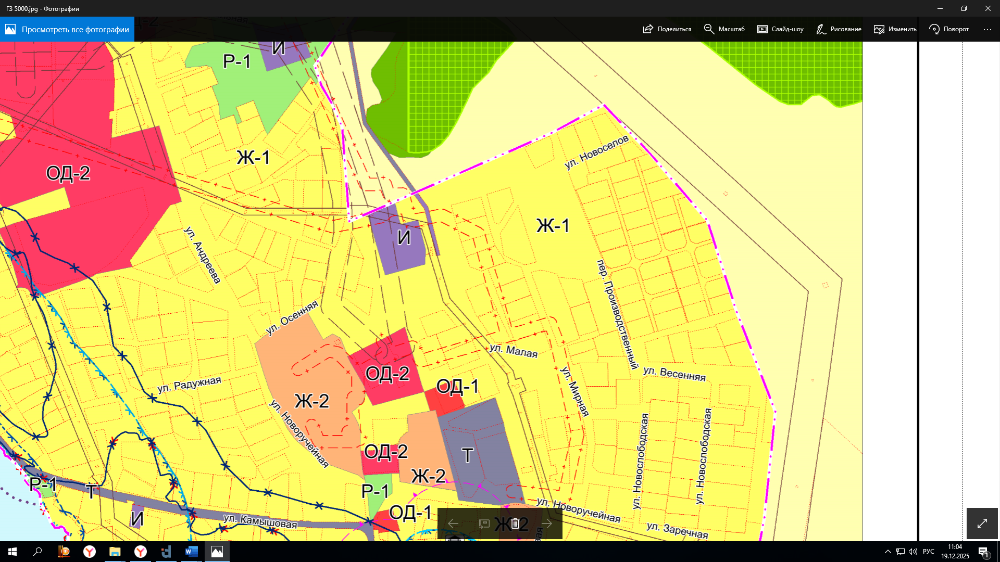 ГЗ 5000.jpg - Фотографии
Просмотреть все фотографии
Поделиться
Масштаб
Слайд-шоу
Рисование
Изменить
Поворот
Р-1
И
Ж-1
ОД-2
ул. Новоселов
Ж-1
И
ул. Андреева
пер. Производственный
ул. Осенняя
ул. Малая
ОД-2
ул. Весенняя
ул. Радужная
ОД-1
ул. Мирная
Ж-2
ул. Новоручейная
ул. Новослободская
ул. Новослободская
ОД-2
Т
Ж-2
Р-1
Т
Р-1
ОД-1
ул. Новоручейная
И
ул. Камышовая
Ж-2
ул. Заречная
РУС
11:04
19.12.2025
1